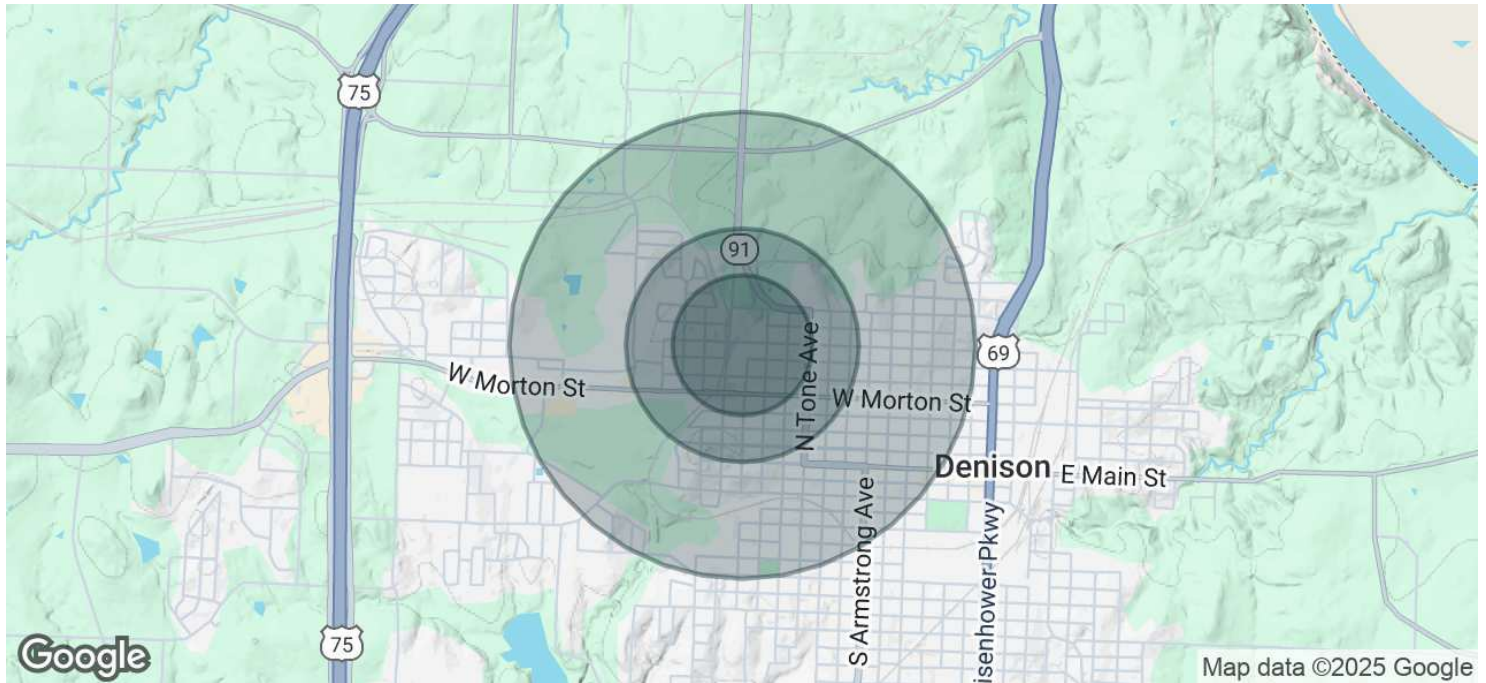 75
91
N Tone Ave
69
W Morton St
W Morton St
Denison
E Main St
S Armstrong Ave
isenhower Pkwy
75
Google
Map data ©2025 Google